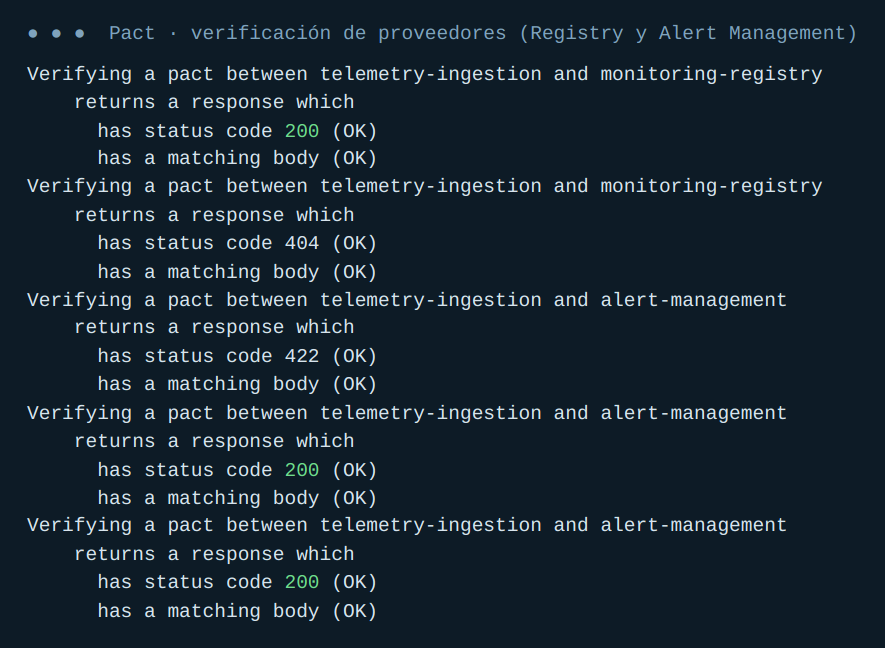 ● ● ● Pact · verificación de proveedores (Registry y Alert Management)
Verifying a pact between telemetry-ingestion and monitoring-registry
    returns a response which
      has status code 200 (OK)
      has a matching body (OK)
Verifying a pact between telemetry-ingestion and monitoring-registry
    returns a response which
      has status code 404 (OK)
      has a matching body (OK)
Verifying a pact between telemetry-ingestion and alert-management
    returns a response which
      has status code 422 (OK)
      has a matching body (OK)
Verifying a pact between telemetry-ingestion and alert-management
    returns a response which
      has status code 200 (OK)
      has a matching body (OK)
Verifying a pact between telemetry-ingestion and alert-management
    returns a response which
      has status code 200 (OK)
      has a matching body (OK)